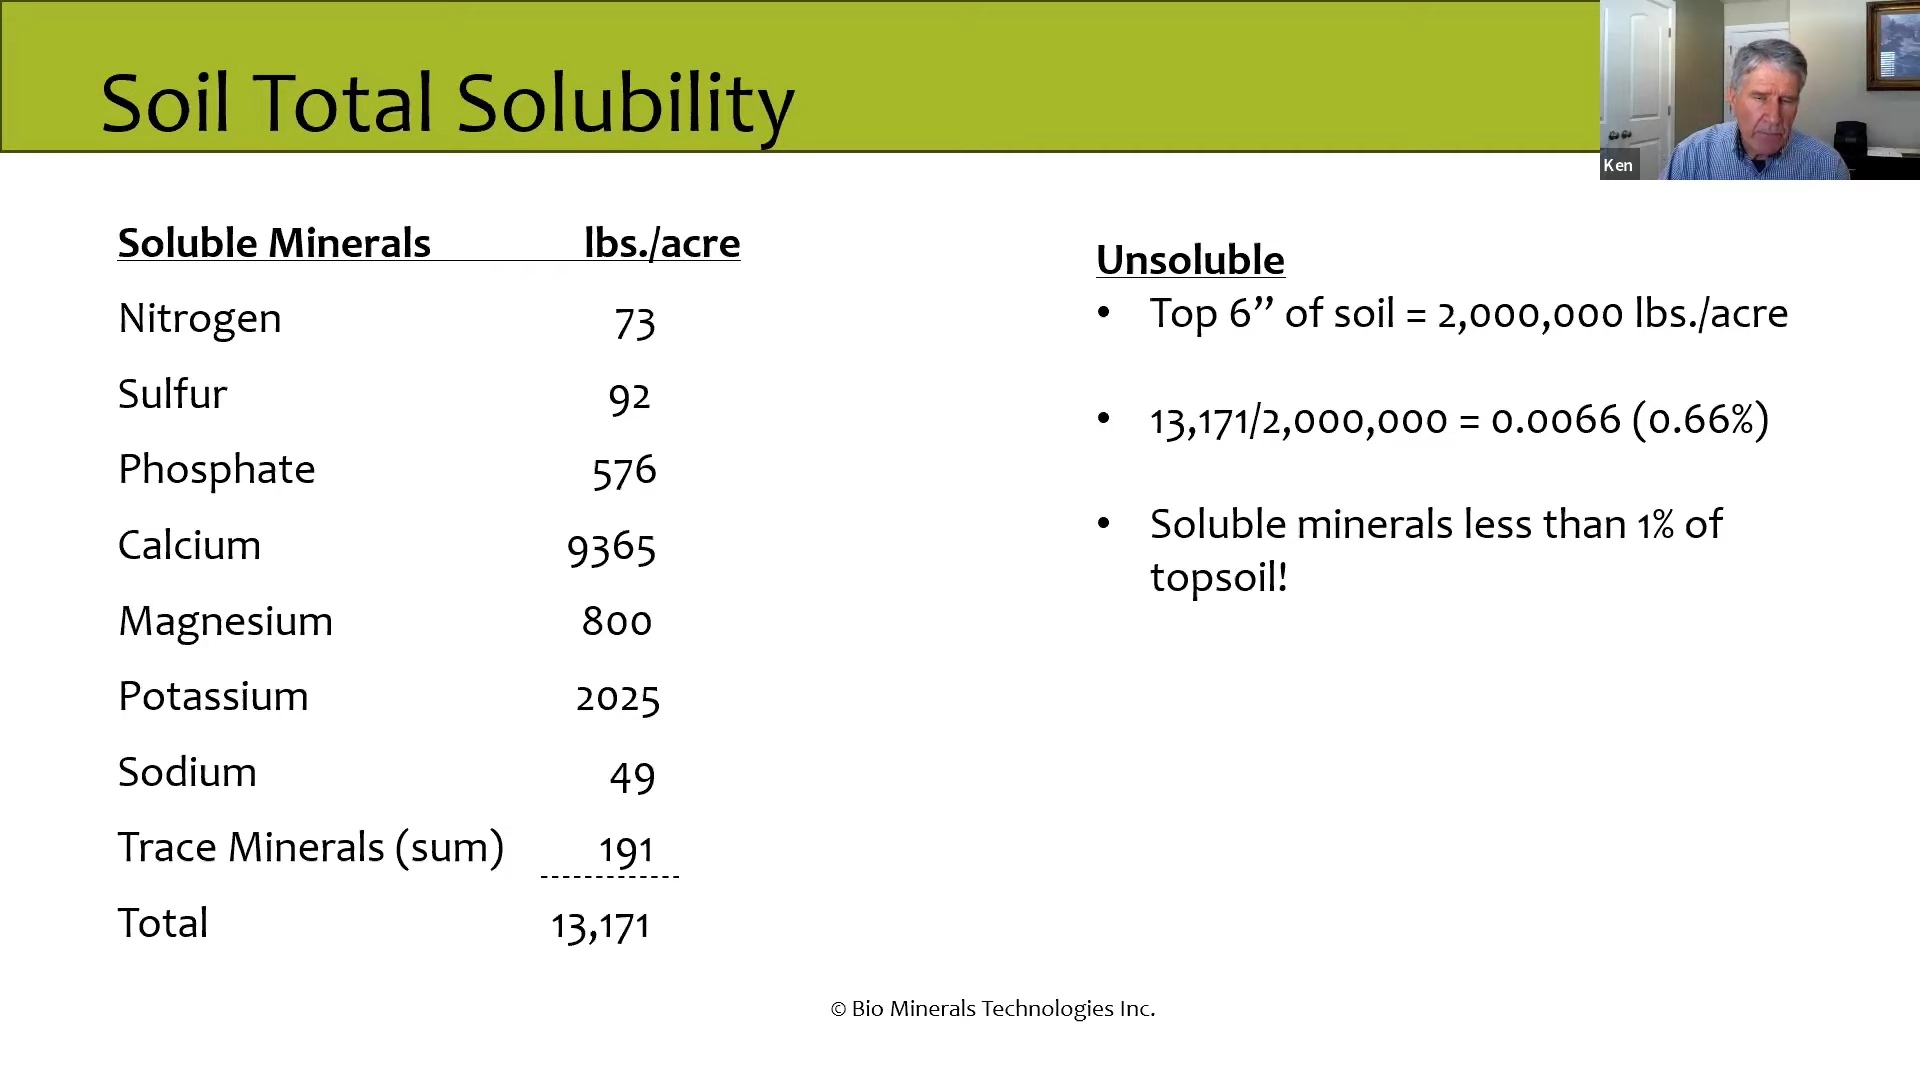 Soil Total Solubility
Ken
Soluble Minerals lbs./acre
Nitrogen 73
Sulfur 92
Phosphate 576
Calcium 9365
Magnesium 800
Potassium 2025
Sodium 49
Trace Minerals (sum) 191
---------------
Total 13,171
Unsoluble
• Top 6” of soil = 2,000,000 lbs./acre
• 13,171/2,000,000 = 0.0066 (0.66%)
• Soluble minerals less than 1% of
topsoil!
© Bio Minerals Technologies Inc.